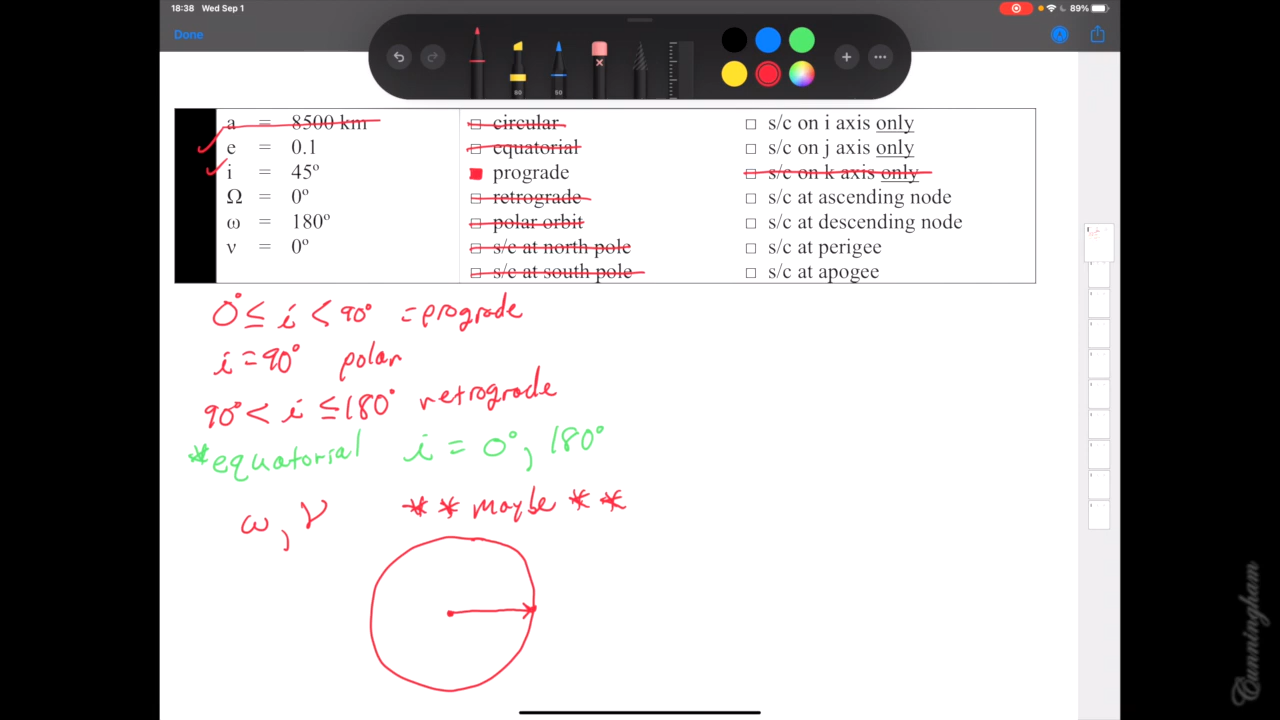 18:38 Wed Sep 1
89%
Done
80
50
a = 8500 km
e = 0.1
i = 45º
Ω = 0º
ω = 180º
ν = 0º
□ circular
□ equatorial
■ prograde
□ retrograde
□ polar orbit
□ s/c at north pole
□ s/c at south pole
□ s/c on i axis only
□ s/c on j axis only
□ s/c on k axis only
□ s/c at ascending node
□ s/c at descending node
□ s/c at perigee
□ s/c at apogee
0° ≤ i < 90° = prograde
i = 90° polar
90° < i ≤ 180° retrograde
*equatorial i = 0°, 180°
ω, ν ** maybe **
Cunningham